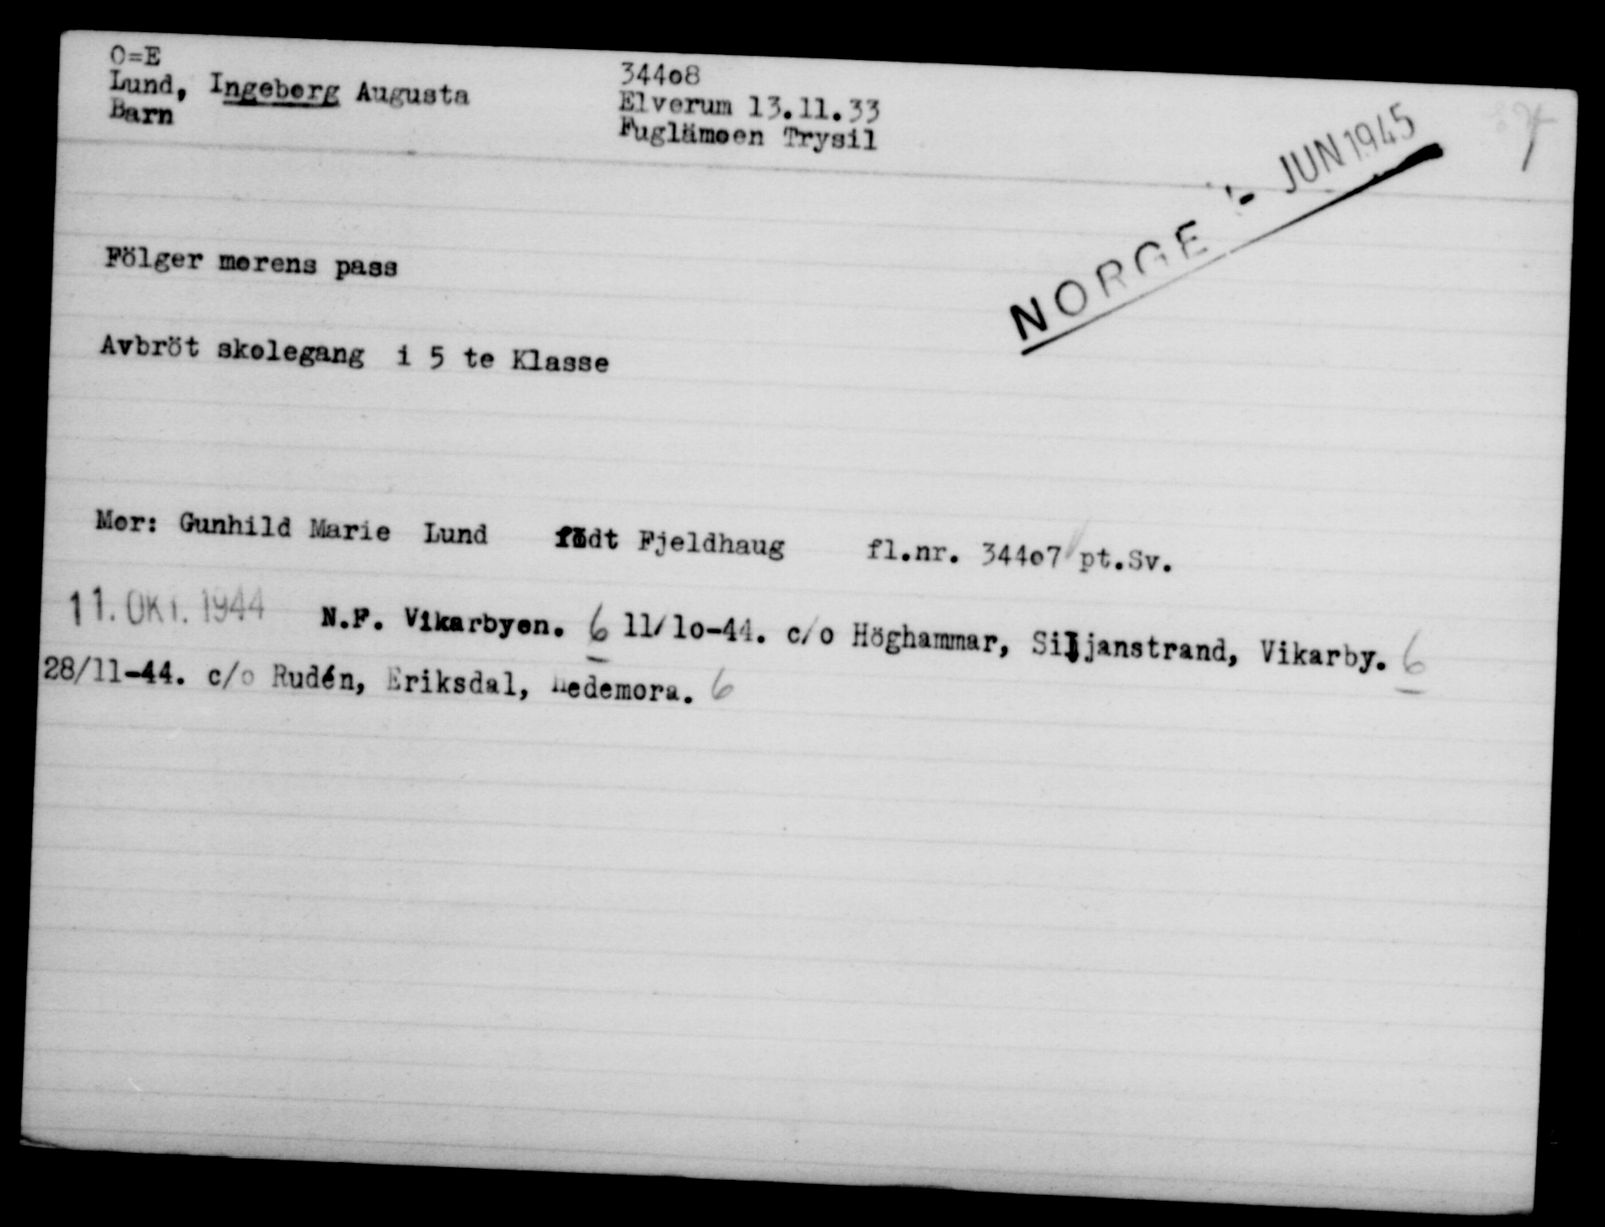 O=E
Lund, Ingeborg Augusta
Barn
34408
Elverum 13.11.33
Fuglämoen Trysil
- JUN 1945
NORGE
Fölger morens pass
Avbröt skolegang i 5 te Klasse
Mor: Gunhild Marie Lund född Fjeldhaug fl.nr. 34407 pt.Sv.
11. OKT. 1944 N.F. Vikarbyen. 6 11/10-44. c/o Höghammar, Siljanstrand, Vikarby. 6
28/11-44. c/o Rudén, Eriksdal, Hedemora. 6